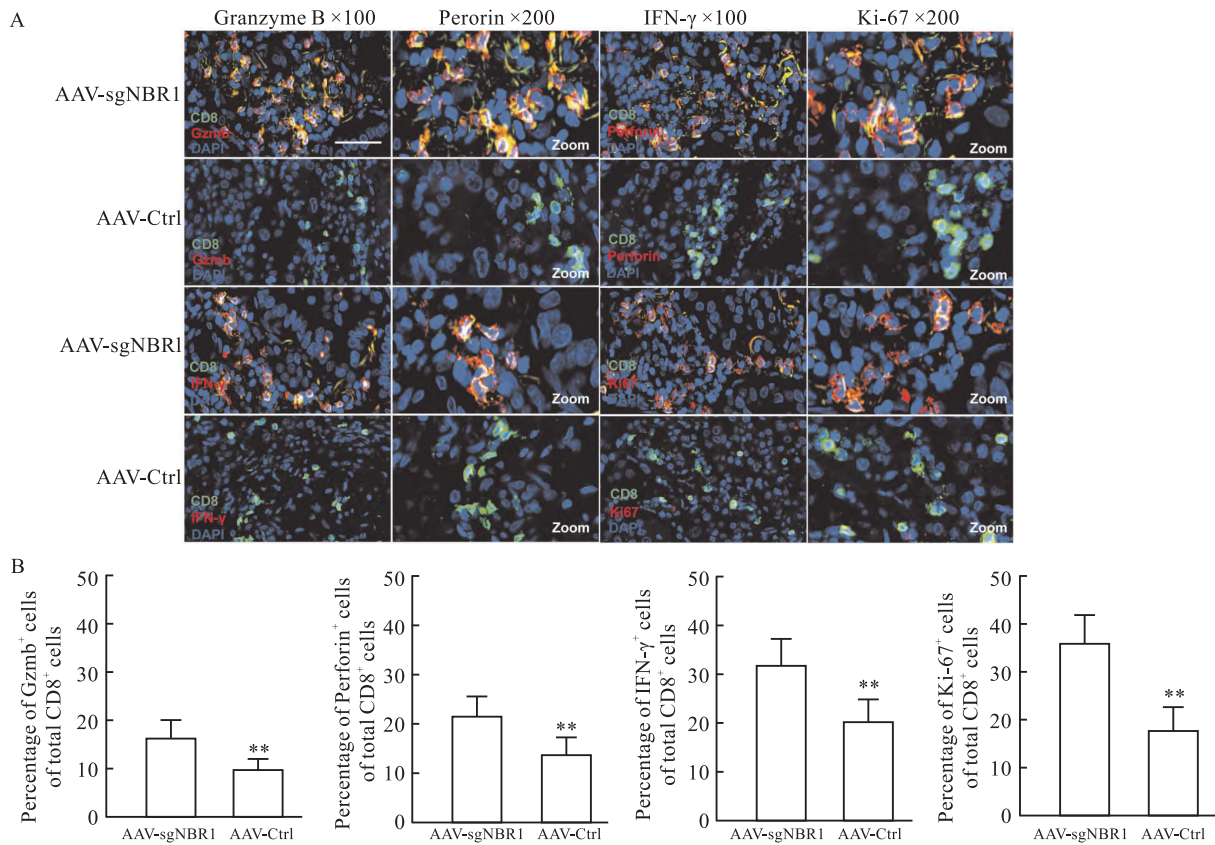 A
Granzyme B ×100
Perorin ×200
IFN-γ ×100
Ki-67 ×200
AAV-sgNBR1
CD8
Gzmb
DAPI
Zoom
CD8
Perforin
DAPI
Zoom
AAV-Ctrl
CD8
Gzmb
DAPI
Zoom
CD8
Perforin
DAPI
Zoom
AAV-sgNBR1
CD8
IFN-γ
DAPI
Zoom
CD8
Ki67
DAPI
Zoom
AAV-Ctrl
CD8
IFN-γ
DAPI
Zoom
CD8
Ki67
DAPI
Zoom
B
Percentage of Gzmb⁺ cells
of total CD8⁺ cells
50
40
30
20
10
0
**
AAV-sgNBR1
AAV-Ctrl
Percentage of Perforin⁺ cells
of total CD8⁺ cells
50
40
30
20
10
0
**
AAV-sgNBR1
AAV-Ctrl
Percentage of IFN-γ⁺ cells
of total CD8⁺ cells
50
40
30
20
10
0
**
AAV-sgNBR1
AAV-Ctrl
Percentage of Ki-67⁺ cells
of total CD8⁺ cells
50
40
30
20
10
0
**
AAV-sgNBR1
AAV-Ctrl